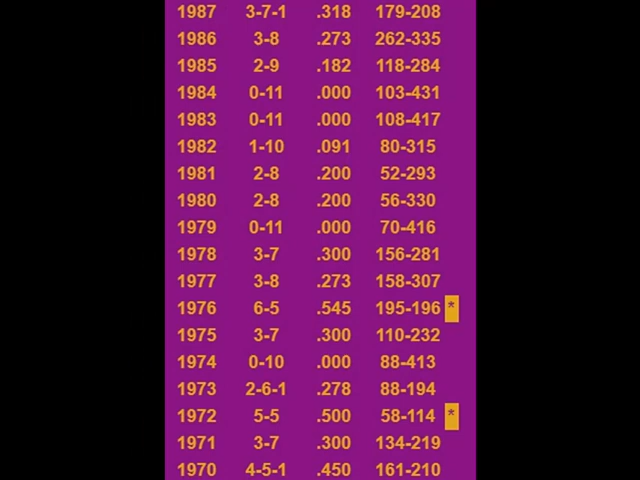 1987 3-7-1 .318 179-208
1986 3-8 .273 262-335
1985 2-9 .182 118-284
1984 0-11 .000 103-431
1983 0-11 .000 108-417
1982 1-10 .091 80-315
1981 2-8 .200 52-293
1980 2-8 .200 56-330
1979 0-11 .000 70-416
1978 3-7 .300 156-281
1977 3-8 .273 158-307
1976 6-5 .545 195-196 *
1975 3-7 .300 110-232
1974 0-10 .000 88-413
1973 2-6-1 .278 88-194
1972 5-5 .500 58-114 *
1971 3-7 .300 134-219
1970 4-5-1 .450 161-210